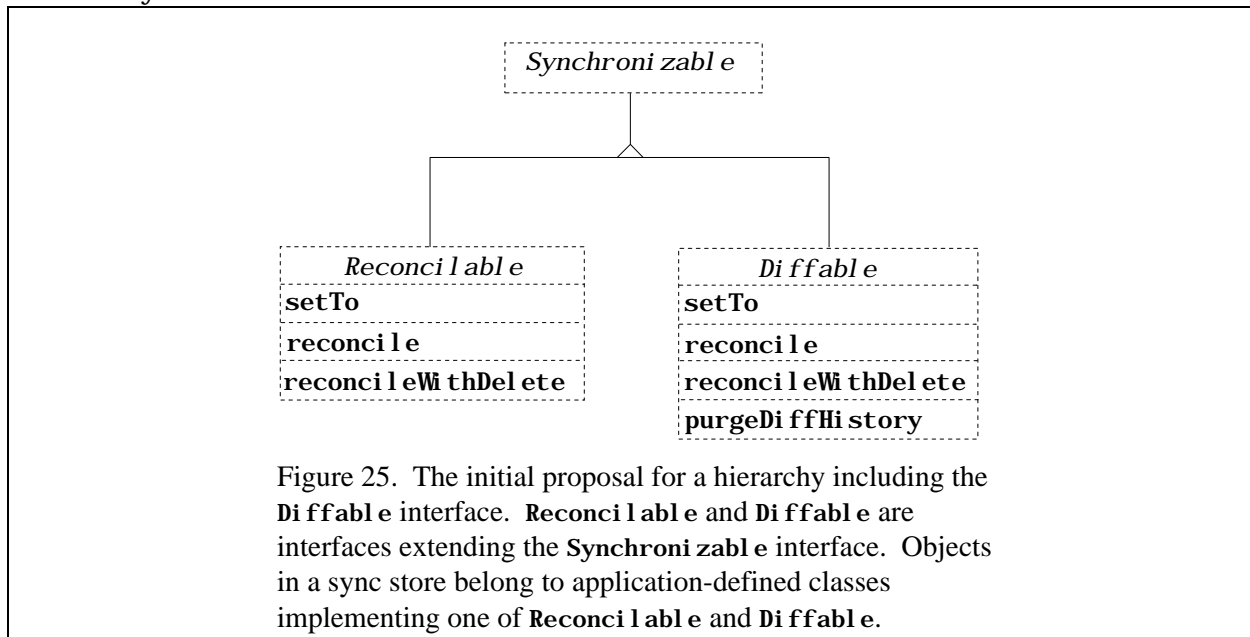 Synchronizable
Reconcilable
setTo
reconcile
reconcileWithDelete
Diffable
setTo
reconcile
reconcileWithDelete
purgeDiffHistory
Figure 25. The initial proposal for a hierarchy including the
Diffable interface. Reconcilable and Diffable are
interfaces extending the Synchronizable interface. Objects
in a sync store belong to application-defined classes
implementing one of Reconcilable and Diffable.